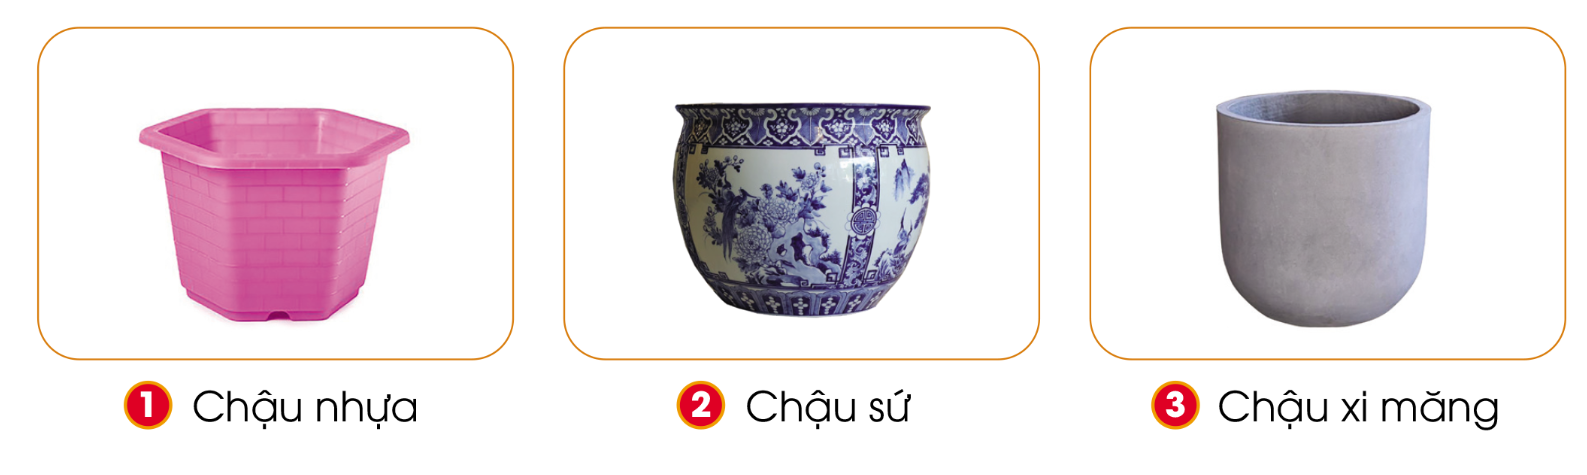 1 Chậu nhựa
2 Chậu sứ
3 Chậu xi măng